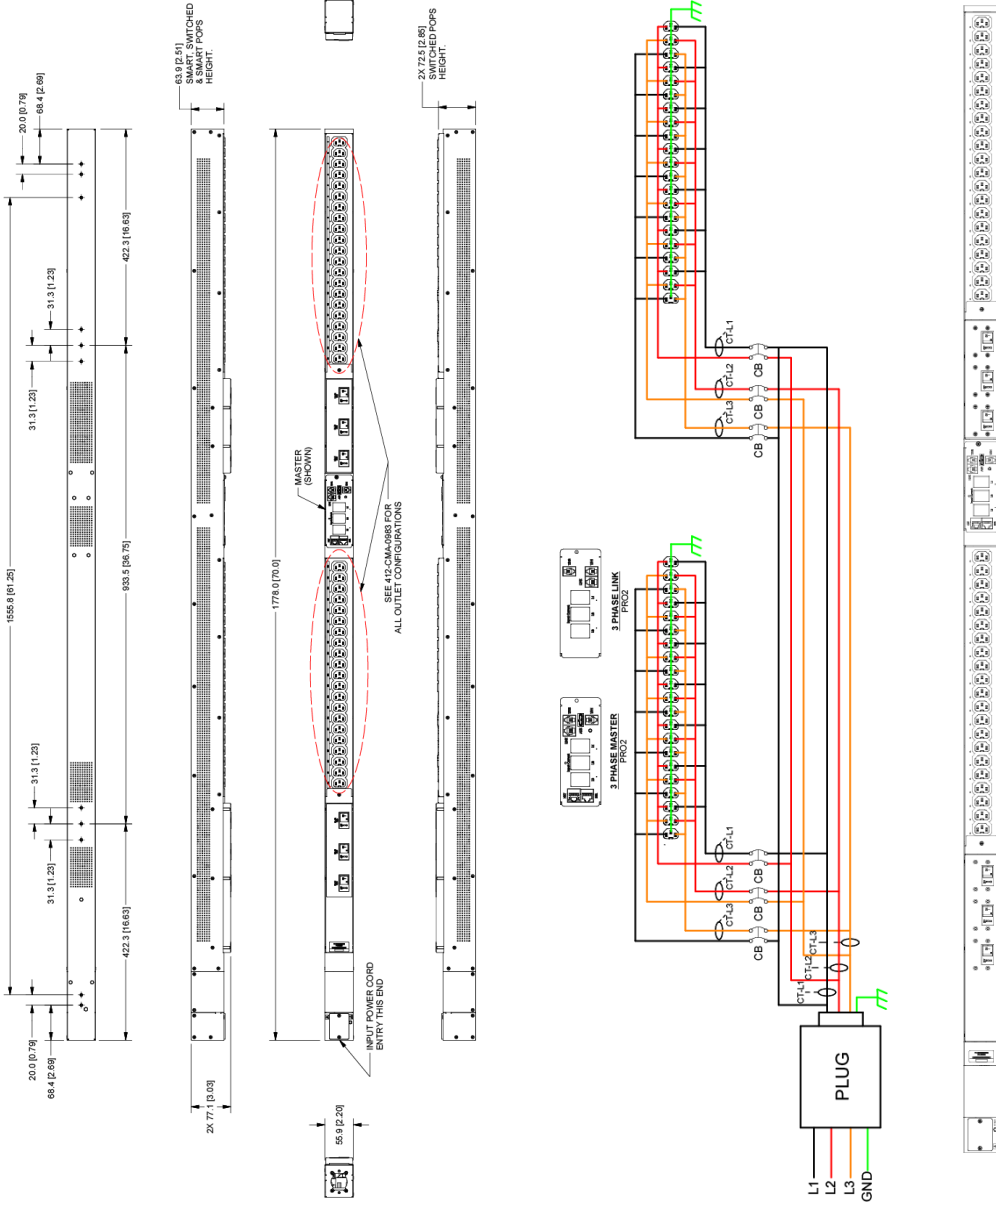 1555.8 [61.25]
20.0 [0.79]
68.4 [2.69]
31.3 [1.23]
31.3 [1.23]
422.3 [16.63]
933.5 [36.75]
31.3 [1.23]
31.3 [1.23]
422.3 [16.63]
20.0 [0.79]
68.4 [2.69]
63.9 [2.51]
SMART, SWITCHED
& SMART POPS
HEIGHT.
2X 77.1 [3.03]
1778.0 [70.0]
MASTER
(SHOWN)
SEE 412-CMA-0983 FOR
ALL OUTLET CONFIGURATIONS
INPUT POWER CORD
ENTRY THIS END
55.9 [2.20]
2X 72.5 [2.85]
SWITCHED POPS
HEIGHT.
3 PHASE LINK
PRO2
3 PHASE MASTER
PRO2
CT-L1
CT-L2
CT-L3
CB
CB
CB
CT-L1
CT-L2
CT-L3
CB
CB
CB
CT-L1
CT-L2
CT-L3
PLUG
L1
L2
L3
GND